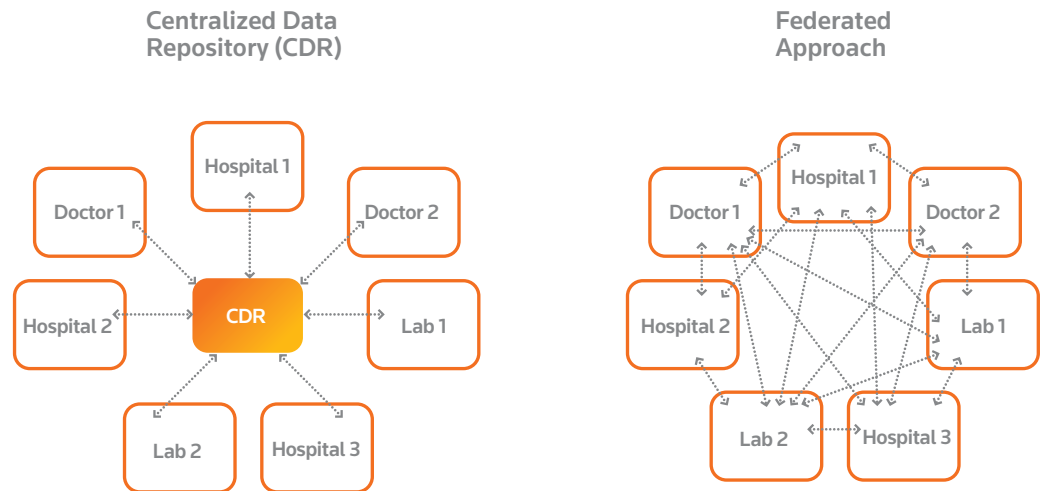 Centralized Data
Repository (CDR)
Hospital 1
Doctor 1
Doctor 2
Hospital 2
CDR
Lab 1
Lab 2
Hospital 3
Federated
Approach
Hospital 1
Doctor 1
Doctor 2
Hospital 2
Lab 1
Lab 2
Hospital 3